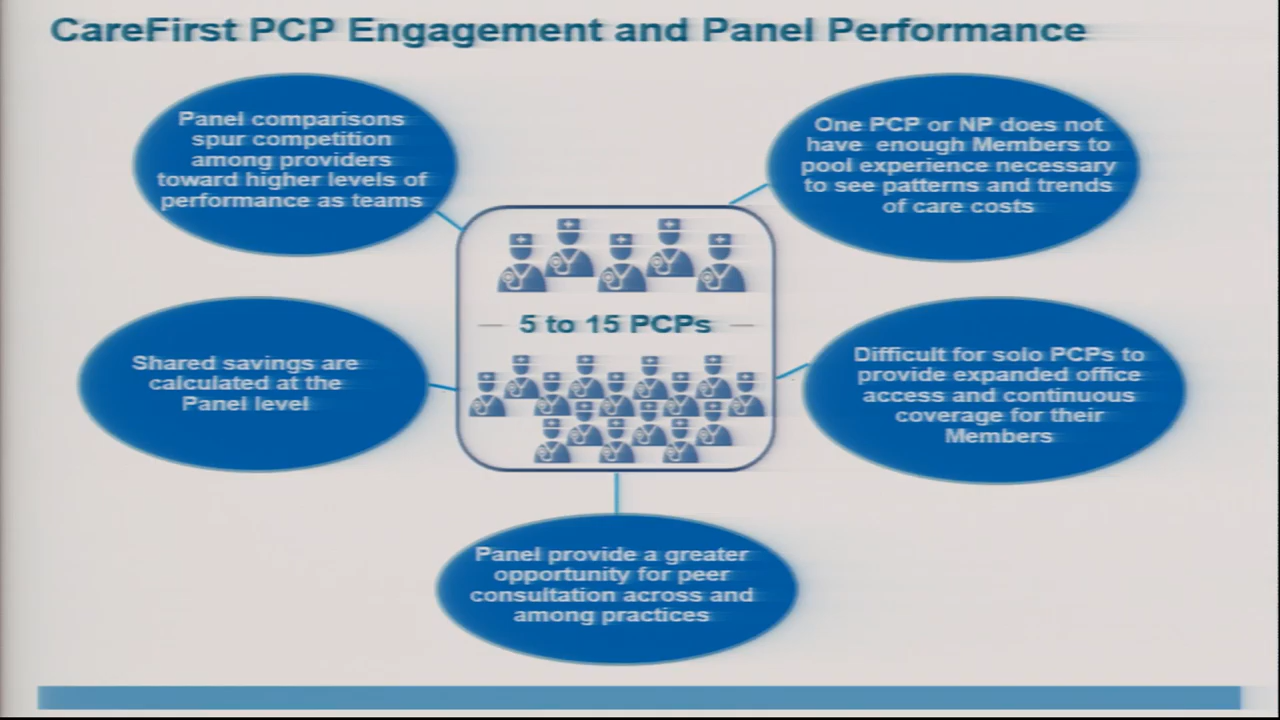 CareFirst PCP Engagement and Panel Performance
Panel comparisons
spur competition
among providers
toward higher levels of
performance as teams
One PCP or NP does not
have enough Members to
pool experience necessary
to see patterns and trends
of care costs
5 to 15 PCPs
Shared savings are
calculated at the
Panel level
Difficult for solo PCPs to
provide expanded office
access and continuous
coverage for their
Members
Panel provide a greater
opportunity for peer
consultation across and
among practices